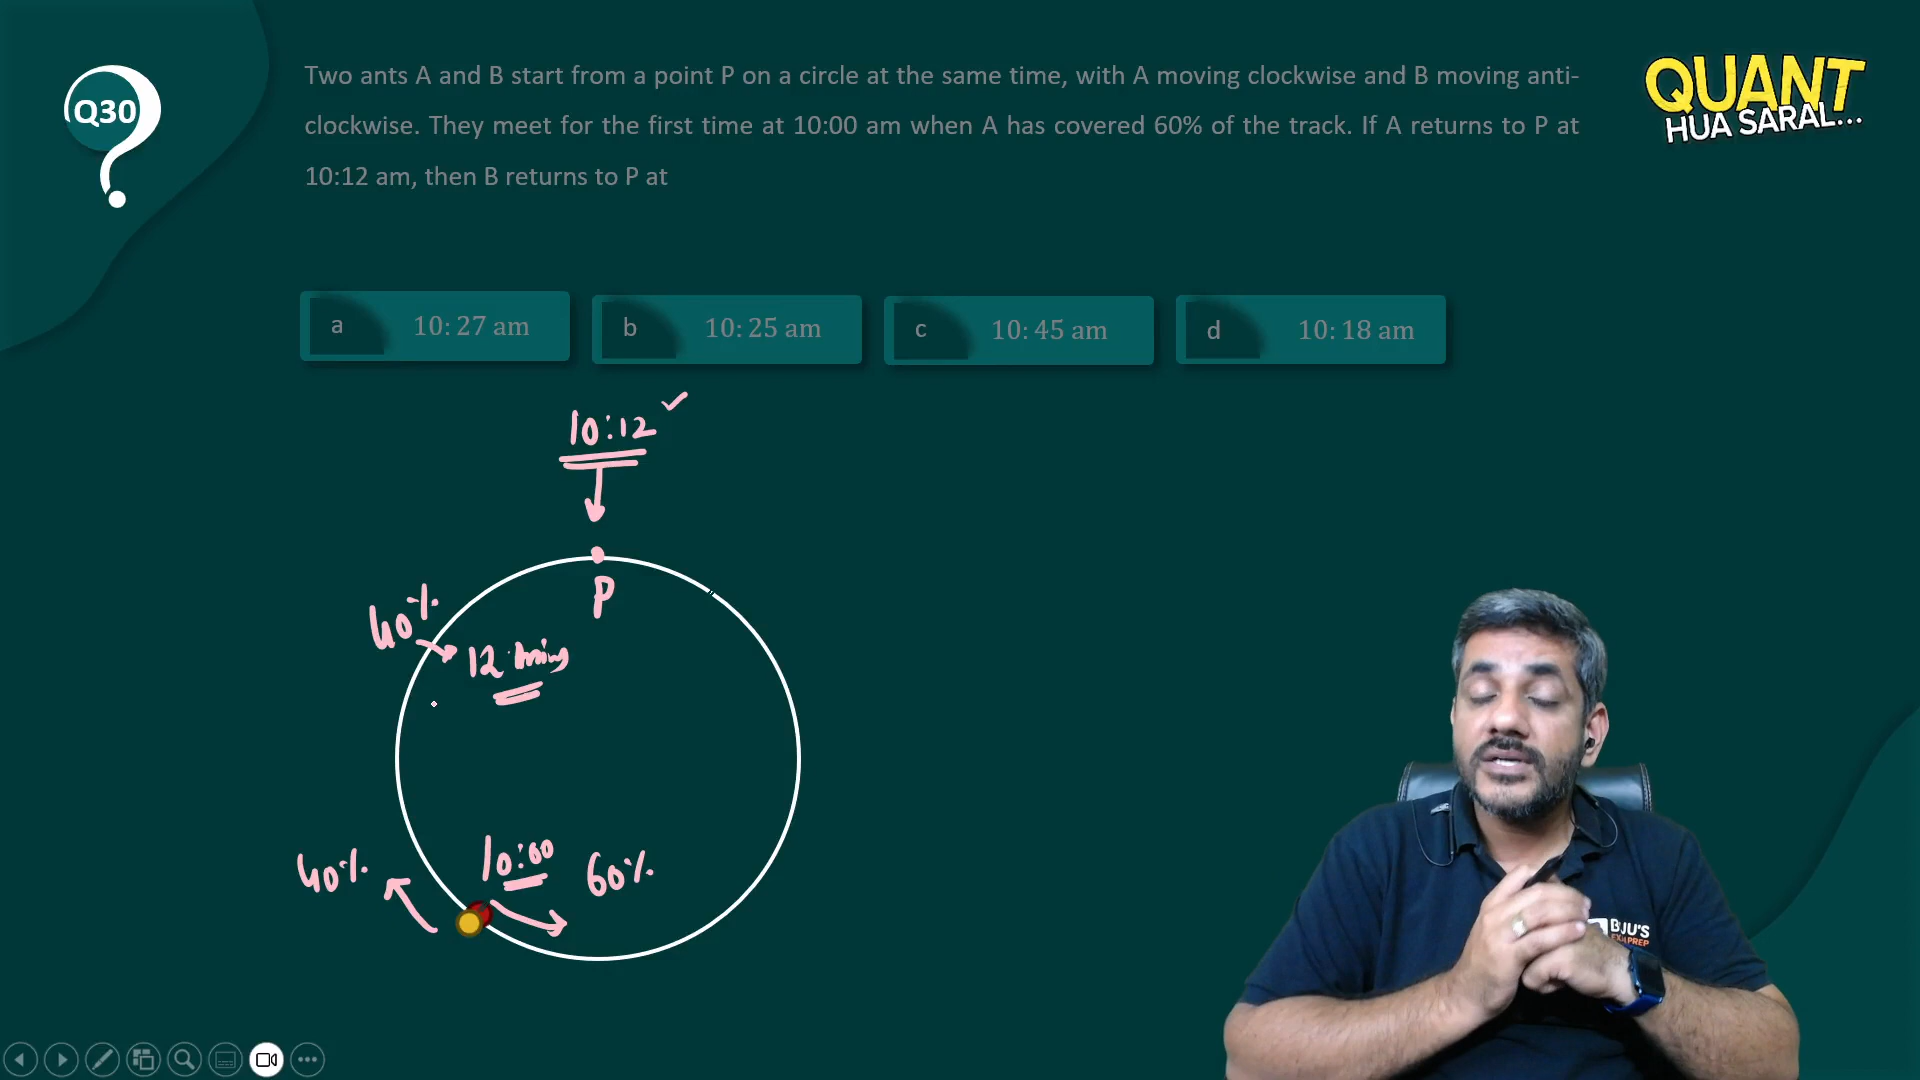 Q30
Two ants A and B start from a point P on a circle at the same time, with A moving clockwise and B moving anti-
clockwise. They meet for the first time at 10:00 am when A has covered 60% of the track. If A returns to P at
10:12 am, then B returns to P at
QUANT
HUA SARAL...
a 10: 27 am
b 10: 25 am
c 10: 45 am
d 10: 18 am
10:12
P
40%
12 mins
10:00
60%
40%
BYJU'S
EXAM PREP